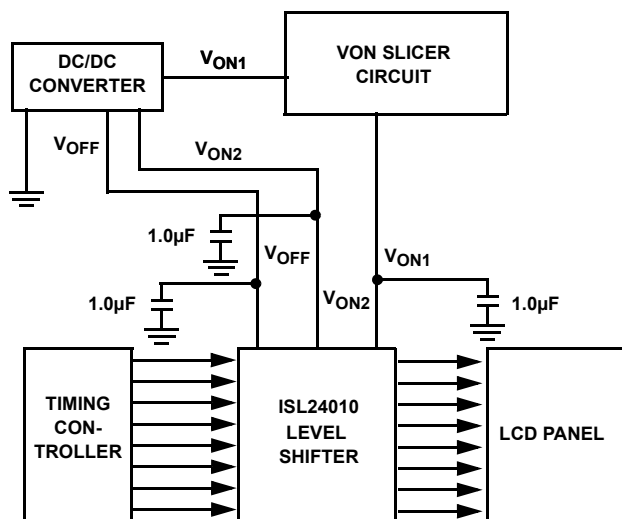 DC/DC
CONVERTER
VON1
VON SLICER
CIRCUIT
VOFF
VON2
1.0µF
VOFF
VON1
1.0µF
VON2
1.0µF
TIMING
CON-
TROLLER
ISL24010
LEVEL
SHIFTER
LCD PANEL